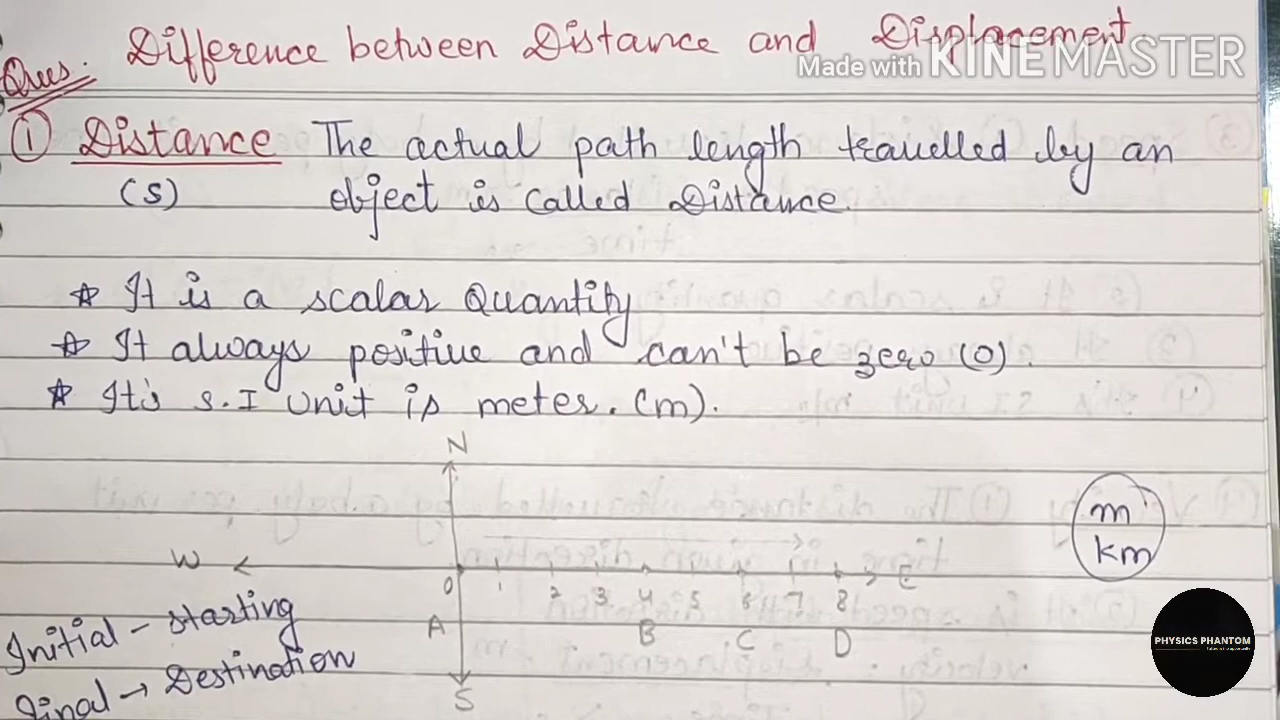 Difference between Distance and Displacement.
Ques.
Made with KINEMASTER
① Distance The actual path length travelled by an
(S) object is called Distance.
☆ It is a scalar Quantity
☆ It always positive and can't be zero (0).
☆ It's S.I unit is meter. (m).
N
m
km
W E
0 1 2 3 4 5 6 7 8
A B C D
Initial - Starting
Final → Destination
S
PHYSICS PHANTOM